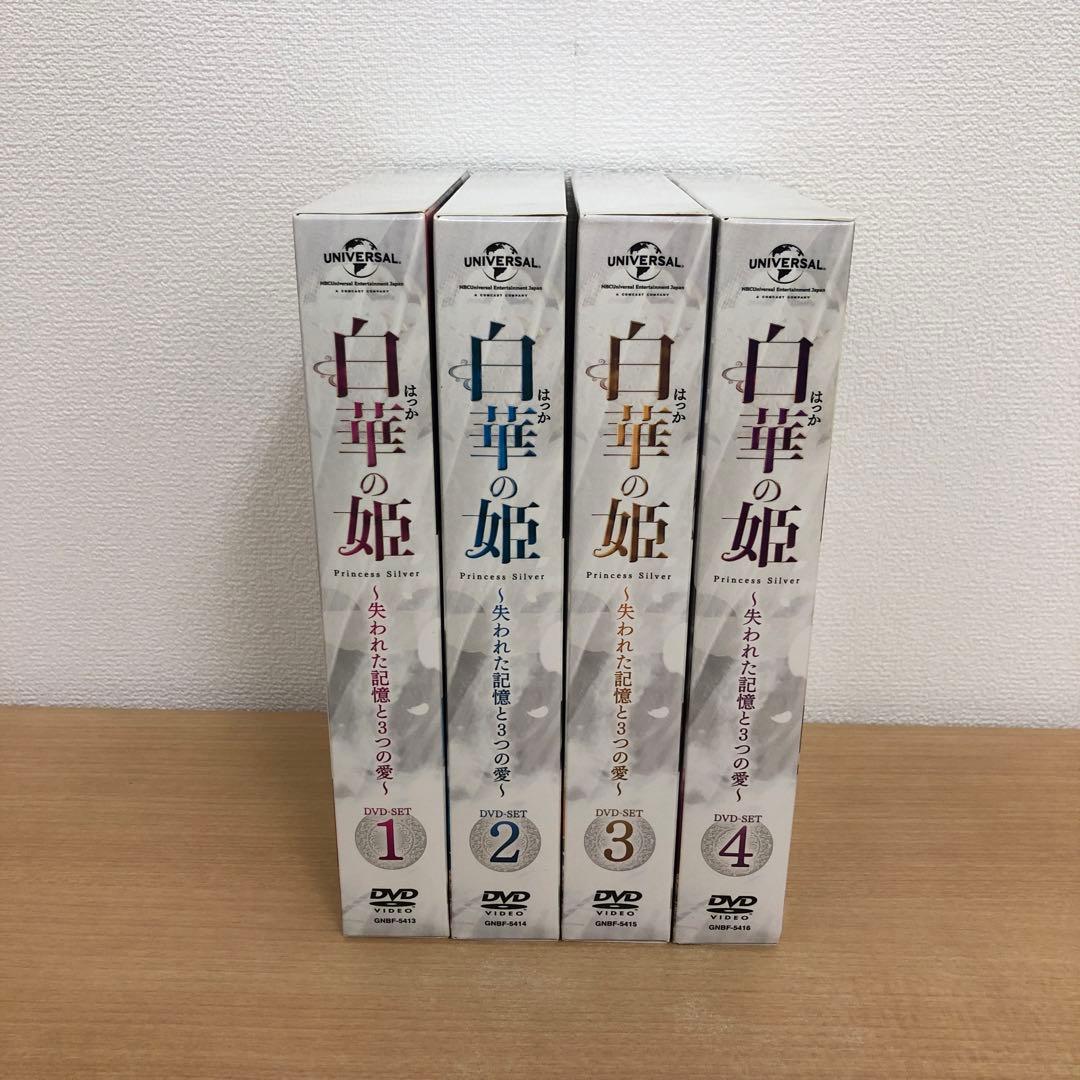 UNIVERSAL
NBCUniversal Entertainment Japan
A COMCAST COMPANY
白華の姫
はっか
Princess Silver
~失われた記憶と3つの愛~
DVD-SET
1
DVD
VIDEO
GNBF-5413
UNIVERSAL
NBCUniversal Entertainment Japan
A COMCAST COMPANY
白華の姫
はっか
Princess Silver
~失われた記憶と3つの愛~
DVD-SET
2
DVD
VIDEO
GNBF-5414
UNIVERSAL
NBCUniversal Entertainment Japan
A COMCAST COMPANY
白華の姫
はっか
Princess Silver
~失われた記憶と3つの愛~
DVD-SET
3
DVD
VIDEO
GNBF-5415
UNIVERSAL
NBCUniversal Entertainment Japan
A COMCAST COMPANY
白華の姫
はっか
Princess Silver
~失われた記憶と3つの愛~
DVD-SET
4
DVD
VIDEO
GNBF-5416